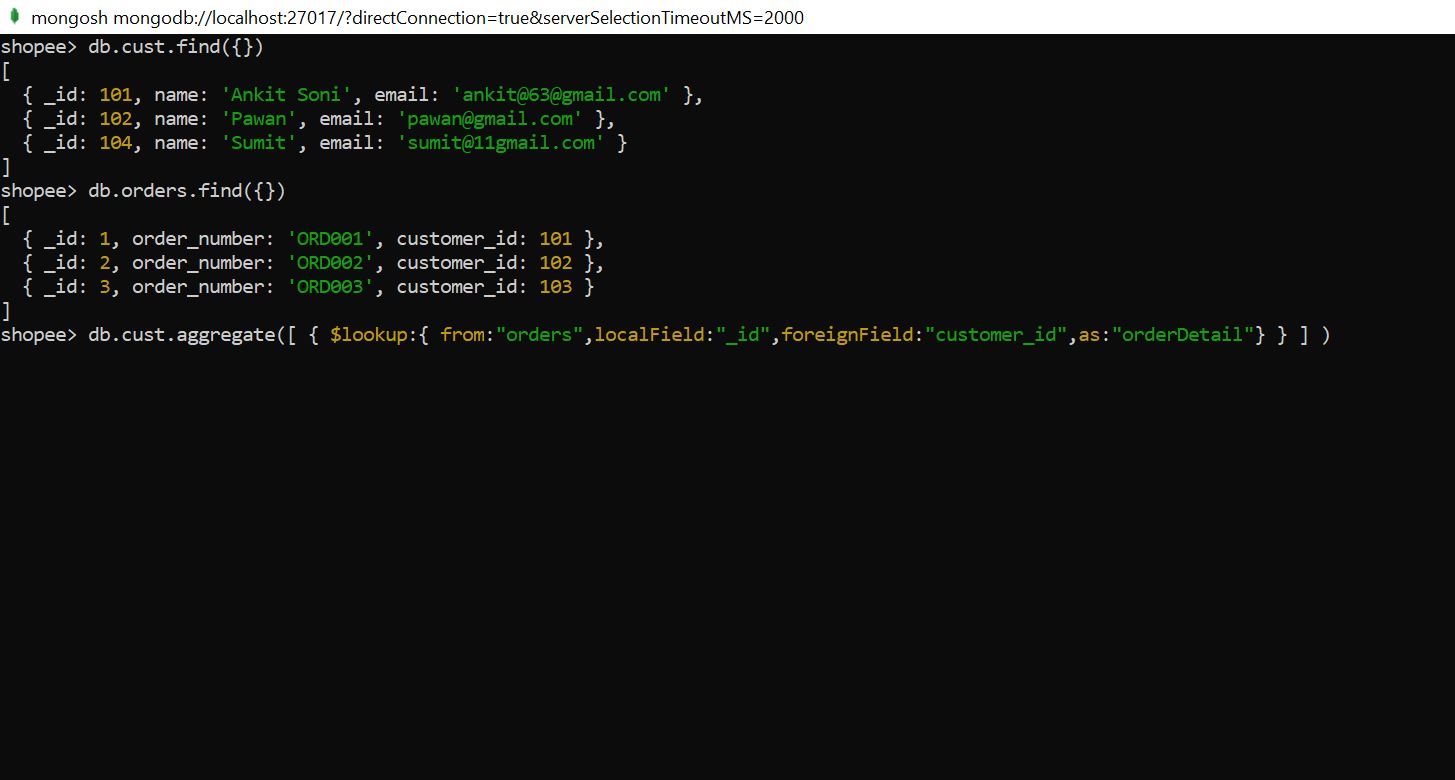 mongosh mongodb://localhost:27017/?directConnection=true&serverSelectionTimeoutMS=2000
shopee> db.cust.find({})
[
  { _id: 101, name: 'Ankit Soni', email: 'ankit@63@gmail.com' },
  { _id: 102, name: 'Pawan', email: 'pawan@gmail.com' },
  { _id: 104, name: 'Sumit', email: 'sumit@11gmail.com' }
]
shopee> db.orders.find({})
[
  { _id: 1, order_number: 'ORD001', customer_id: 101 },
  { _id: 2, order_number: 'ORD002', customer_id: 102 },
  { _id: 3, order_number: 'ORD003', customer_id: 103 }
]
shopee> db.cust.aggregate([ { $lookup:{ from:"orders",localField:"_id",foreignField:"customer_id",as:"orderDetail"} } ] )